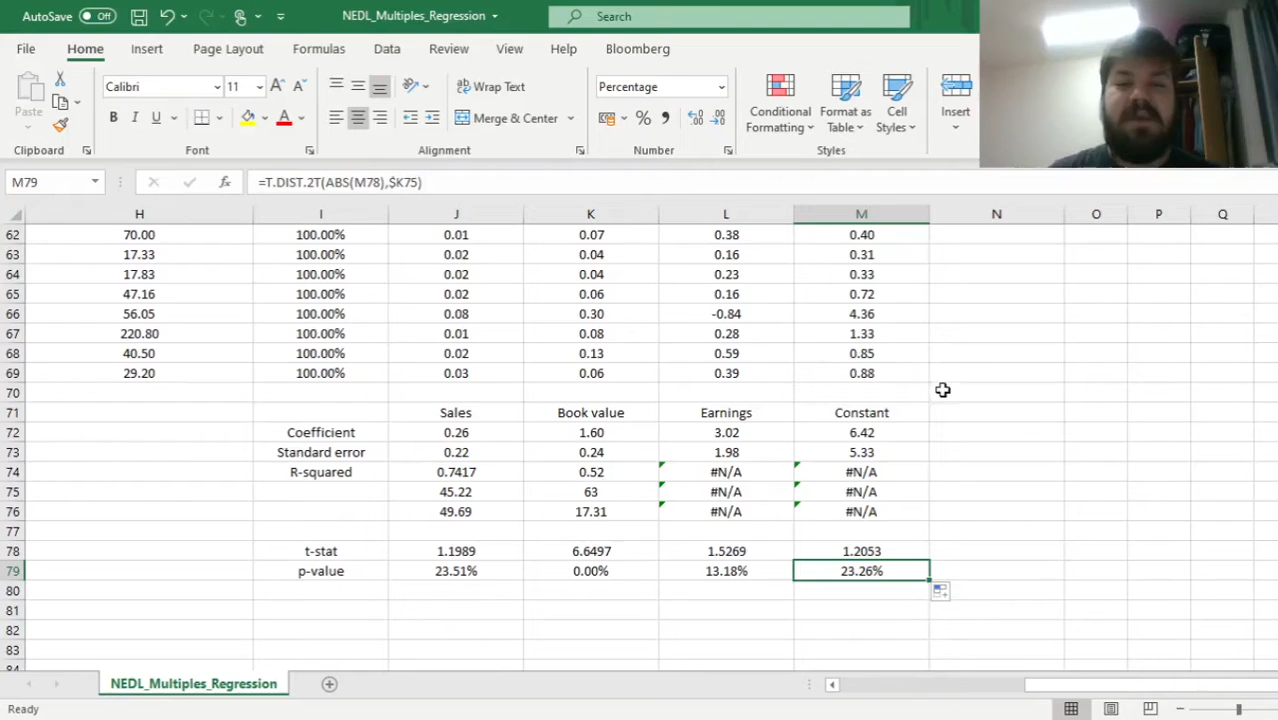 AutoSave Off NEDL_Multiples_Regression Search
File Home Insert Page Layout Formulas Data Review View Help Bloomberg
Paste Calibri 11 Wrap Text Percentage Conditional Formatting Format as Table Cell Styles Insert
B I U A Merge & Center %
Clipboard Font Alignment Number Styles
M79 fx =T.DIST.2T(ABS(M78),$K75)
H I J K L M N O P Q
62 70.00 100.00% 0.01 0.07 0.38 0.40
63 17.33 100.00% 0.02 0.04 0.16 0.31
64 17.83 100.00% 0.02 0.04 0.23 0.33
65 47.16 100.00% 0.02 0.06 0.16 0.72
66 56.05 100.00% 0.08 0.30 -0.84 4.36
67 220.80 100.00% 0.01 0.08 0.28 1.33
68 40.50 100.00% 0.02 0.13 0.59 0.85
69 29.20 100.00% 0.03 0.06 0.39 0.88
70
71 Sales Book value Earnings Constant
72 Coefficient 0.26 1.60 3.02 6.42
73 Standard error 0.22 0.24 1.98 5.33
74 R-squared 0.7417 0.52 #N/A #N/A
75 45.22 63 #N/A #N/A
76 49.69 17.31 #N/A #N/A
77
78 t-stat 1.1989 6.6497 1.5269 1.2053
79 p-value 23.51% 0.00% 13.18% 23.26%
80
81
82
83
84
NEDL_Multiples_Regression
Ready